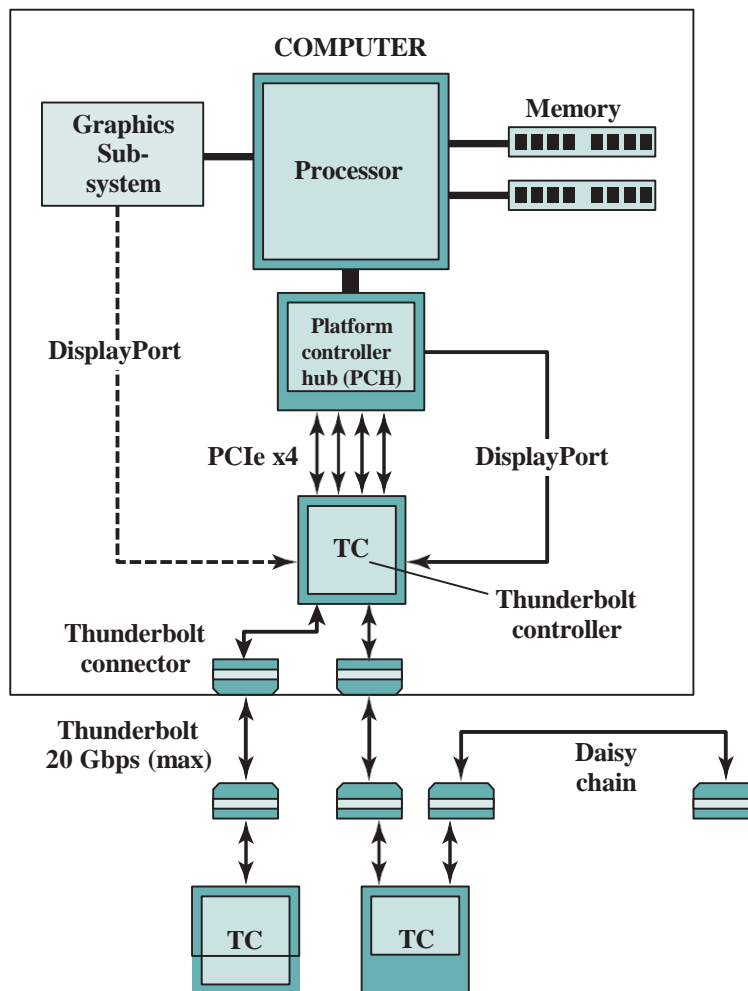 COMPUTER
Graphics
Sub-
system
Processor
Memory
DisplayPort
Platform
controller
hub (PCH)
PCIe x4
DisplayPort
TC
Thunderbolt
controller
Thunderbolt
connector
Thunderbolt
20 Gbps (max)
Daisy
chain
TC
TC